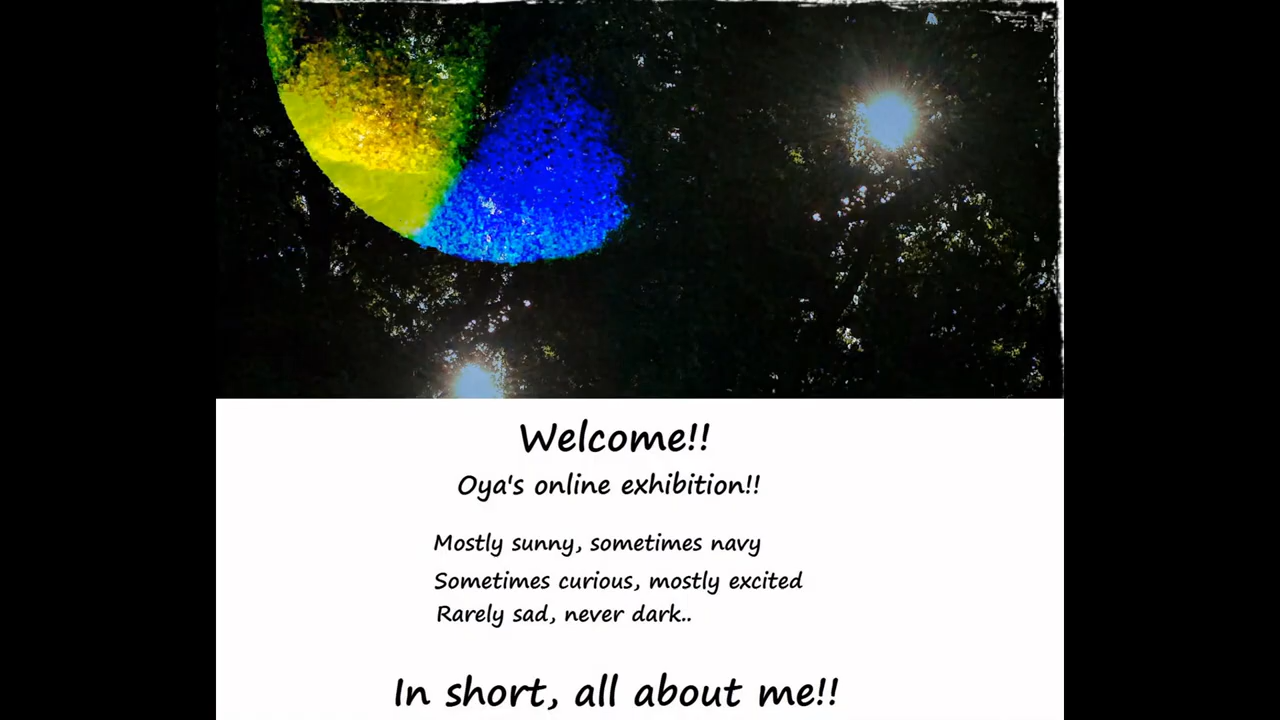 Welcome!!
Oya's online exhibition!!
Mostly sunny, sometimes navy
Sometimes curious, mostly excited
Rarely sad, never dark..
In short, all about me!!